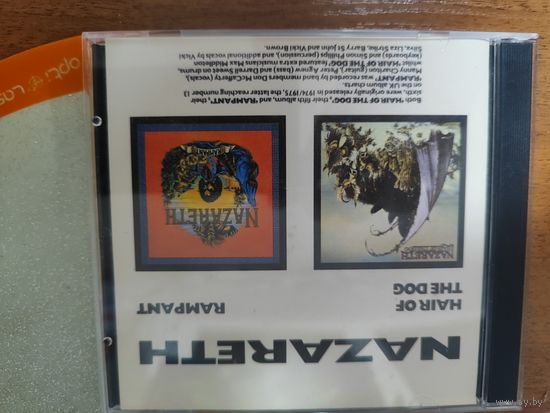 NAZARETH
HAIR OF
THE DOG
RAMPANT
NAZARETH
NAZARETH
RAMPANT
Both "HAIR OF THE DOG", their fifth album, and, "RAMPANT", their
sixth, were originally released in 1974/1975, the latter reaching number 13
on the UK album charts.
"RAMPANT" was recorded by band members Dan McCafferty (vocals),
Manny Charlton (guitar), Peter Agnew (bass) and Darrell Sweet on drums,
whilst "HAIR OF THE DOG" featured extra musicians Max Middleton
(keyboards) and Simon Phillips (percussion), and additional vocals by Vicki
Silva, Liza Strike, Barry St John and Vicki Brown.